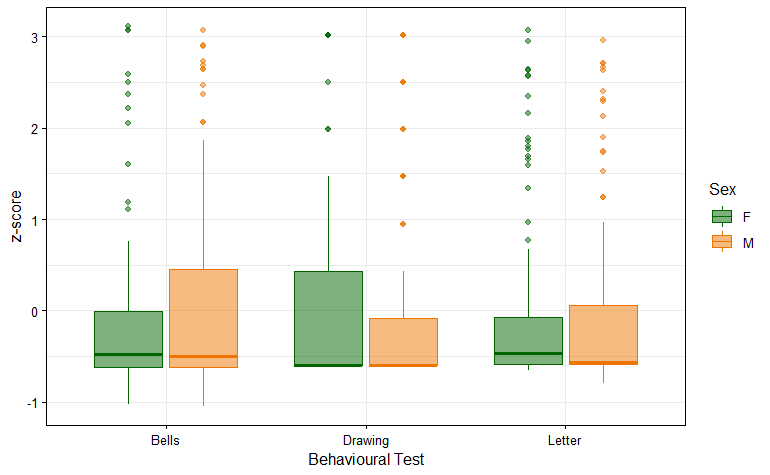 z-score
3
2
1
0
-1
Bells
Drawing
Letter
Behavioural Test
Sex
F
M